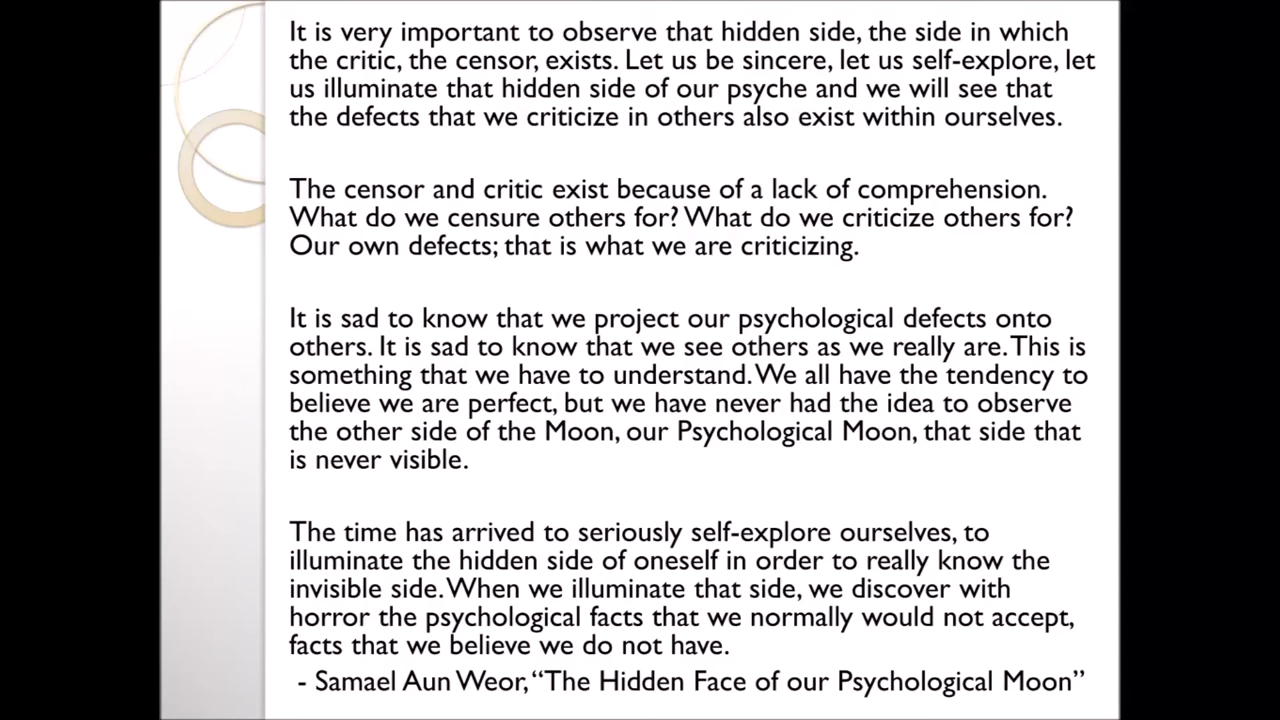 It is very important to observe that hidden side, the side in which
the critic, the censor, exists. Let us be sincere, let us self-explore, let
us illuminate that hidden side of our psyche and we will see that
the defects that we criticize in others also exist within ourselves.
The censor and critic exist because of a lack of comprehension.
What do we censure others for? What do we criticize others for?
Our own defects; that is what we are criticizing.
It is sad to know that we project our psychological defects onto
others. It is sad to know that we see others as we really are. This is
something that we have to understand. We all have the tendency to
believe we are perfect, but we have never had the idea to observe
the other side of the Moon, our Psychological Moon, that side that
is never visible.
The time has arrived to seriously self-explore ourselves, to
illuminate the hidden side of oneself in order to really know the
invisible side. When we illuminate that side, we discover with
horror the psychological facts that we normally would not accept,
facts that we believe we do not have.
- Samael Aun Weor, “The Hidden Face of our Psychological Moon”